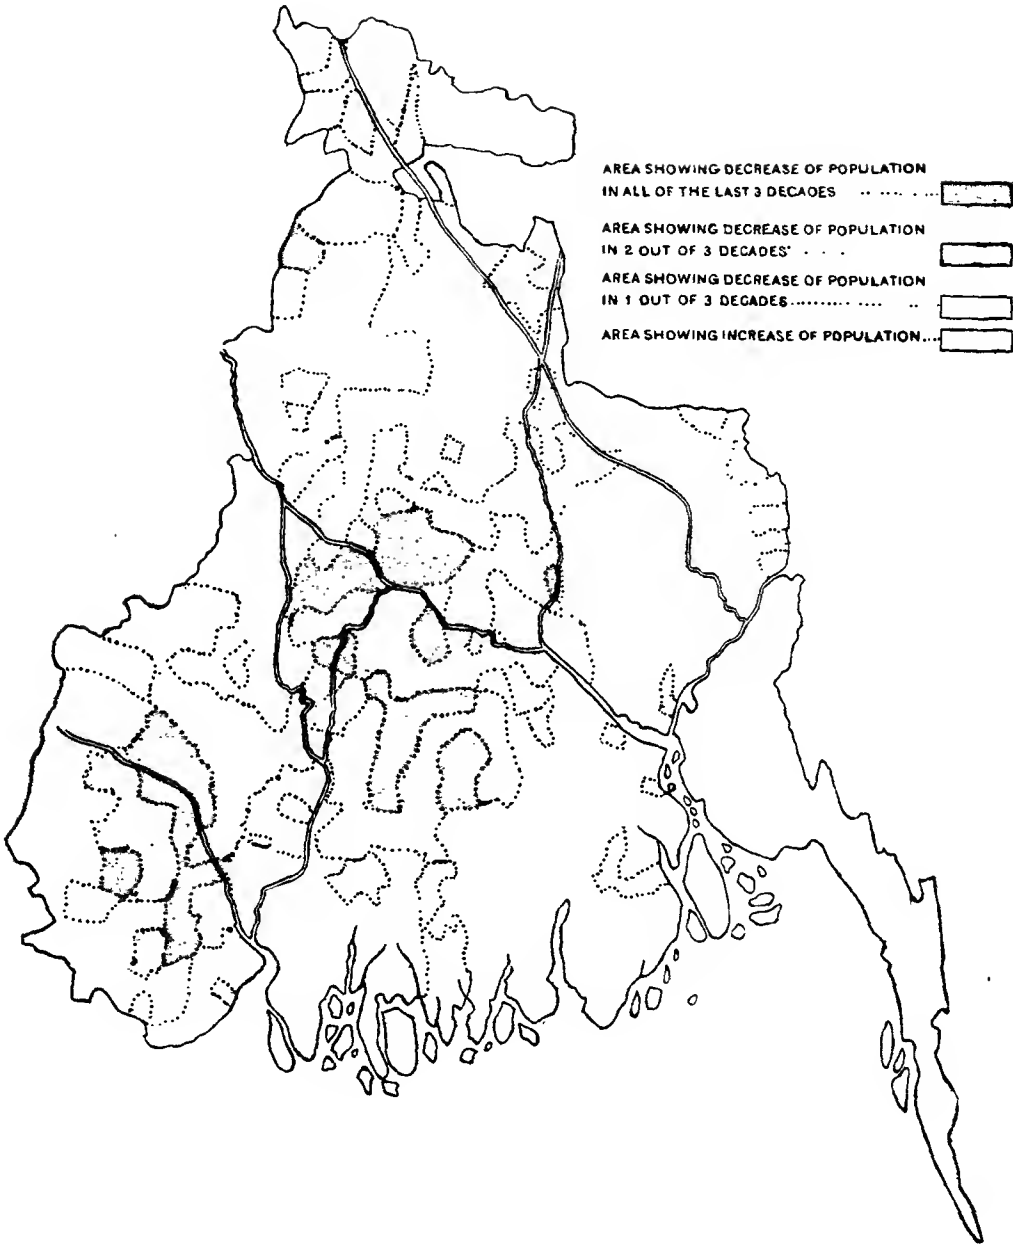 AREA SHOWING DECREASE OF POPULATION
IN ALL OF THE LAST 3 DECADES
AREA SHOWING DECREASE OF POPULATION
IN 2 OUT OF 3 DECADES
AREA SHOWING DECREASE OF POPULATION
IN 1 OUT OF 3 DECADES
AREA SHOWING INCREASE OF POPULATION